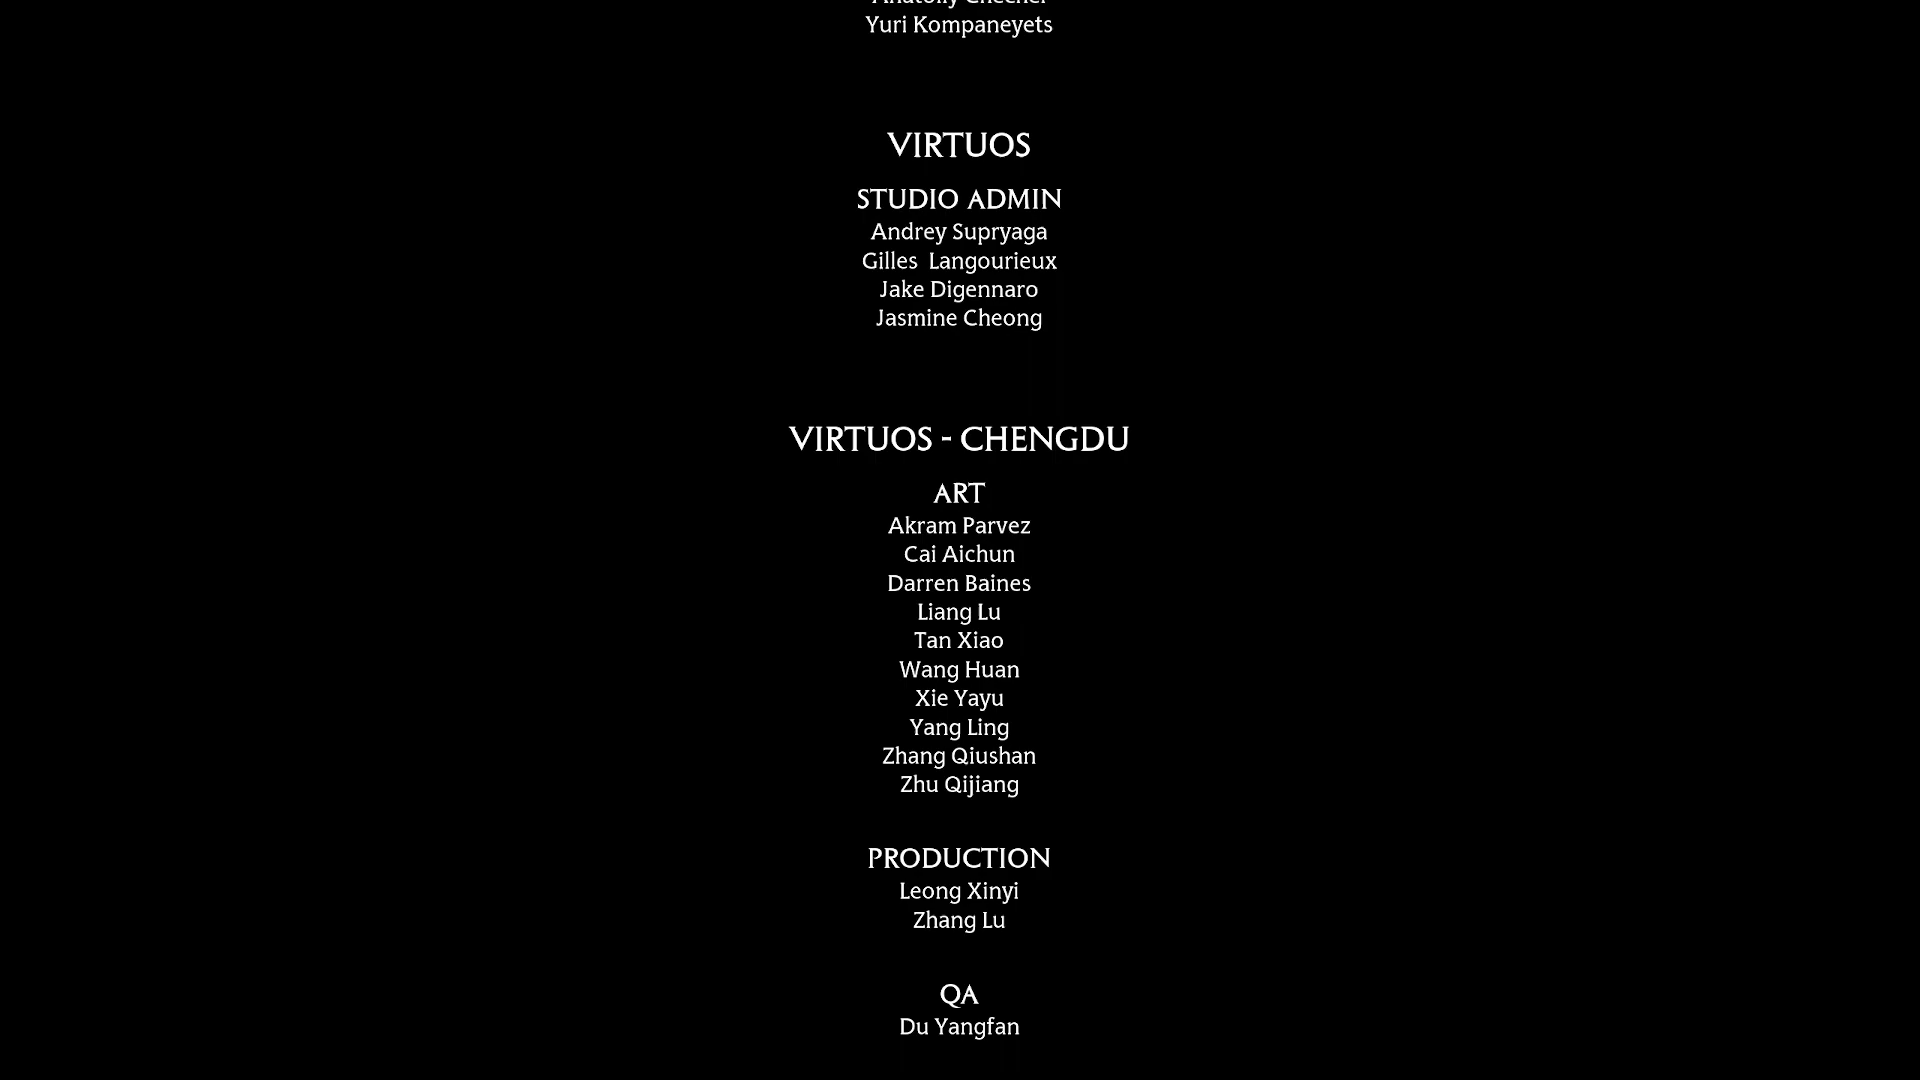 Yuri Kompaneyets
VIRTUOS
STUDIO ADMIN
Andrey Supryaga
Gilles  Langourieux
Jake Digennaro
Jasmine Cheong
VIRTUOS - CHENGDU
ART
Akram Parvez
Cai Aichun
Darren Baines
Liang Lu
Tan Xiao
Wang Huan
Xie Yayu
Yang Ling
Zhang Qiushan
Zhu Qijiang
PRODUCTION
Leong Xinyi
Zhang Lu
QA
Du Yangfan